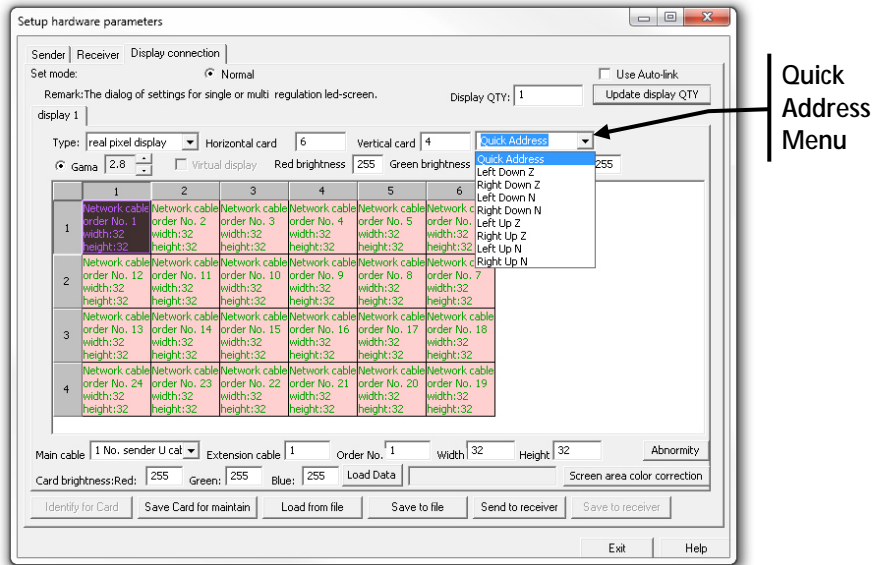 Setup hardware parameters
Sender Receiver Display connection
Set mode: Normal Use Auto-link
Remark:The dialog of settings for single or multi regulation led-screen. Display QTY: 1 Update display QTY
display 1
Type: real pixel display Horizontal card 6 Vertical card 4 Quick Address
Gama 2.8 Virtual display Red brightness 255 Green brightness 255
Quick Address
Left Down Z
Right Down Z
Left Down N
Right Down N
Left Up Z
Right Up Z
Left Up N
Right Up N
1 2 3 4 5 6
1
Network cable Network cable Network cable Network cable Network cable Network c
order No. 1 order No. 2 order No. 3 order No. 4 order No. 5 order No.
width:32 width:32 width:32 width:32 width:32 width:32
height:32 height:32 height:32 height:32 height:32 height:32
2
Network cable Network cable Network cable Network cable Network cable Network cable
order No. 12 order No. 11 order No. 10 order No. 9 order No. 8 order No. 7
width:32 width:32 width:32 width:32 width:32 width:32
height:32 height:32 height:32 height:32 height:32 height:32
3
Network cable Network cable Network cable Network cable Network cable Network cable
order No. 13 order No. 14 order No. 15 order No. 16 order No. 17 order No. 18
width:32 width:32 width:32 width:32 width:32 width:32
height:32 height:32 height:32 height:32 height:32 height:32
4
Network cable Network cable Network cable Network cable Network cable Network cable
order No. 24 order No. 23 order No. 22 order No. 21 order No. 20 order No. 19
width:32 width:32 width:32 width:32 width:32 width:32
height:32 height:32 height:32 height:32 height:32 height:32
Main cable 1 No. sender U cal Extension cable 1 Order No. 1 Width 32 Height 32 Abnormity
Card brightness:Red: 255 Green: 255 Blue: 255 Load Data Screen area color correction
Identify for Card Save Card for maintain Load from file Save to file Send to receiver Save to receiver
Exit Help
Quick
Address
Menu